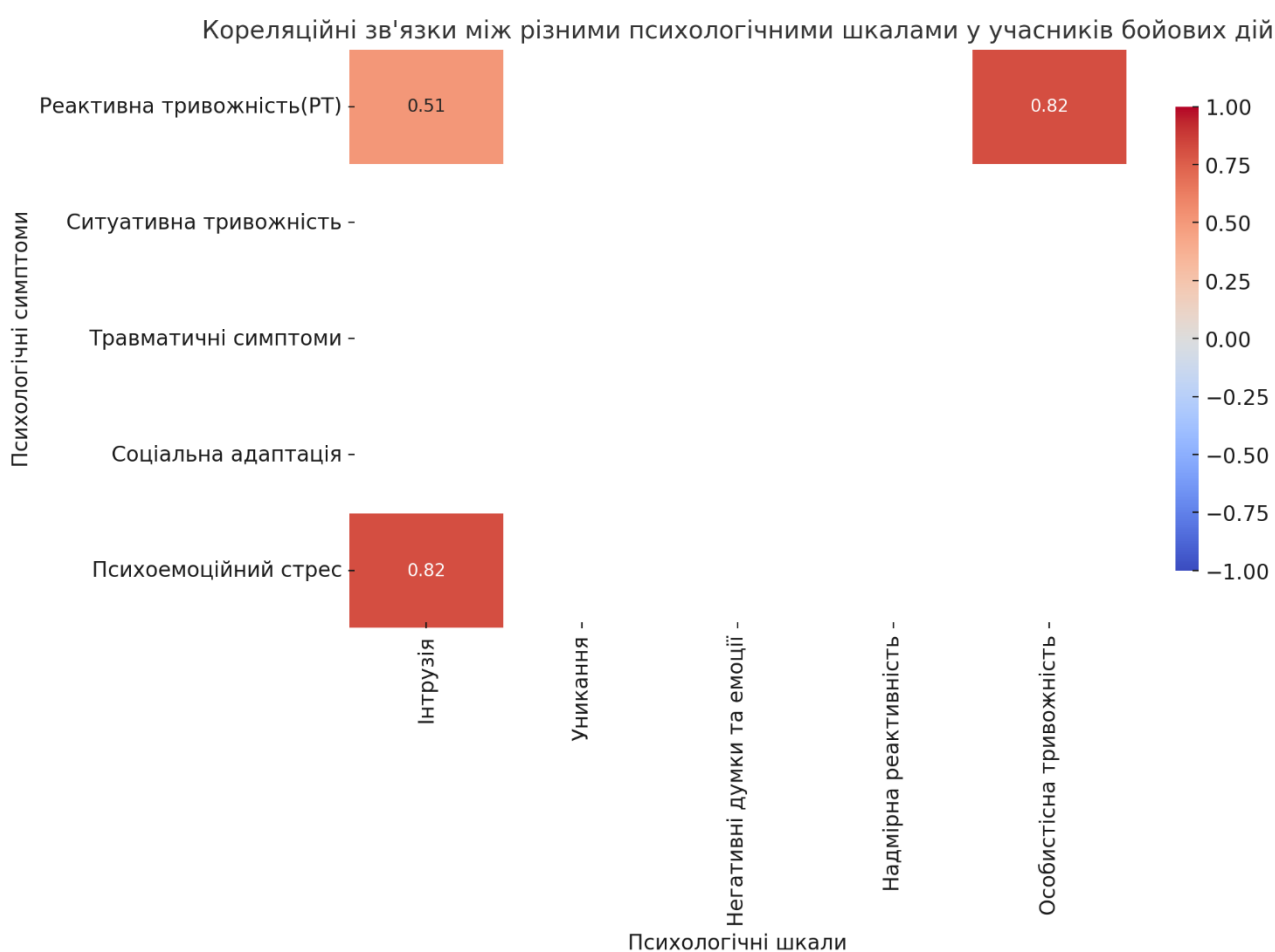 Кореляційні зв'язки між різними психологічними шкалами у учасників бойових дій
Реактивна тривожність(РТ)
0.51
0.82
Ситуативна тривожність
Травматичні симптоми
Соціальна адаптація
Психоемоційний стрес
0.82
Психологічні симптоми
Інтрузія
Уникання
Негативні думки та емоції
Надмірна реактивність
Особистісна тривожність
Психологічні шкали
1.00
0.75
0.50
0.25
0.00
−0.25
−0.50
−0.75
−1.00